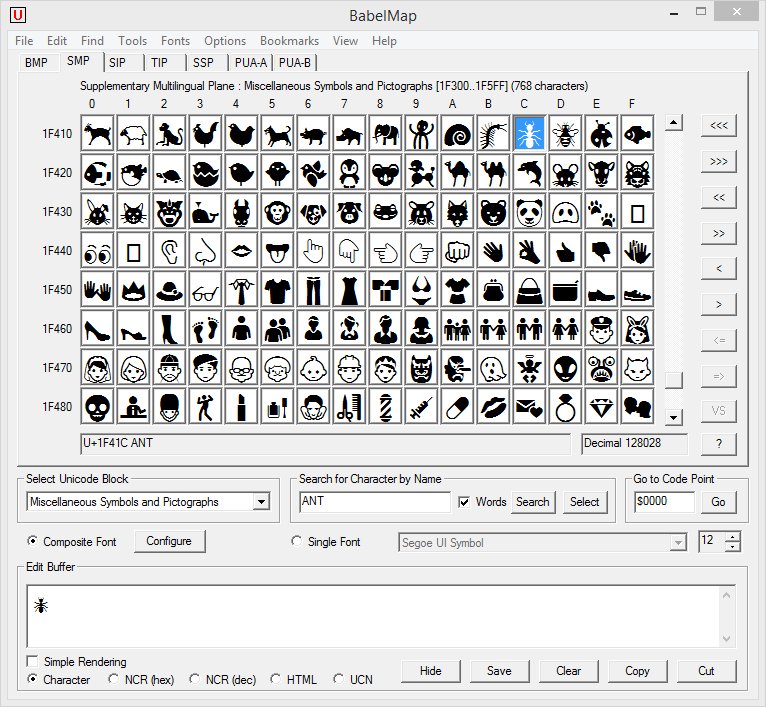 U BabelMap
File Edit Find Tools Fonts Options Bookmarks View Help
BMP SMP SIP TIP SSP PUA-A PUA-B
Supplementary Multilingual Plane : Miscellaneous Symbols and Pictographs [1F300..1F5FF] (768 characters)
0 1 2 3 4 5 6 7 8 9 A B C D E F
1F410 <<<
1F420 >>>
1F430 <<
1F440 >>
1F450 <
>
1F460 <=
1F470 =>
1F480 VS
U+1F41C ANT Decimal 128028 ?
Select Unicode Block Search for Character by Name Go to Code Point
Miscellaneous Symbols and Pictographs ANT Words Search Select $0000 Go
Composite Font Configure Single Font Segoe UI Symbol 12
Edit Buffer
🐜
Simple Rendering
Character NCR (hex) NCR (dec) HTML UCN Hide Save Clear Copy Cut